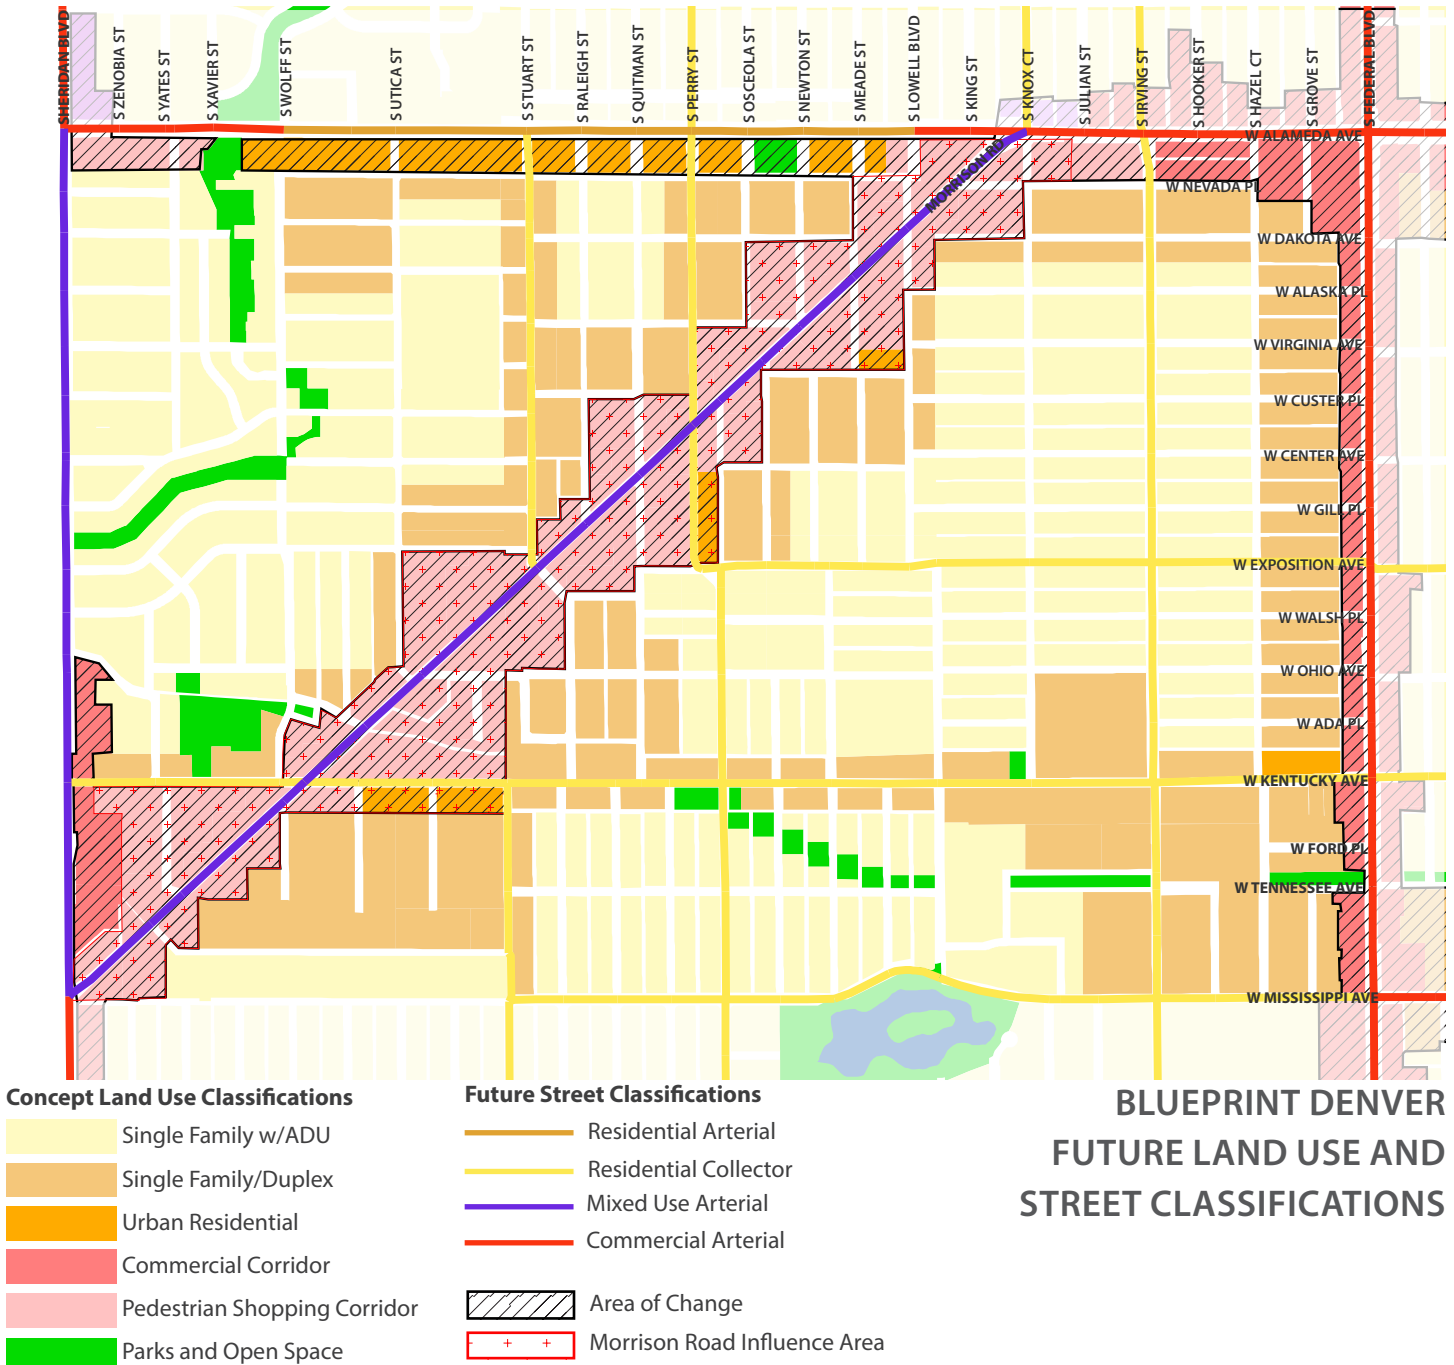 SHERIDAN BLVD
S ZENOBIA ST
S YATES ST
S XAVIER ST
S WOLFF ST
S UTICA ST
S STUART ST
S RALEIGH ST
S QUITMAN ST
S PERRY ST
S OSCEOLA ST
S NEWTON ST
S MEADE ST
S LOWELL BLVD
S KING ST
S KNOX CT
S JULIAN ST
S IRVING ST
S HOOKER ST
S HAZEL CT
S GROVE ST
S FEDERAL BLVD
W ALAMEDA AVE
MORRISON RD
W NEVADA PL
W DAKOTA AVE
W ALASKA PL
W VIRGINIA AVE
W CUSTER PL
W CENTER AVE
W GILL PL
W EXPOSITION AVE
W WALSH PL
W OHIO AVE
W ADA PL
W KENTUCKY AVE
W FORD PL
W TENNESSEE AVE
W MISSISSIPPI AVE
Concept Land Use Classifications
Single Family w/ADU
Single Family/Duplex
Urban Residential
Commercial Corridor
Pedestrian Shopping Corridor
Parks and Open Space
Future Street Classifications
Residential Arterial
Residential Collector
Mixed Use Arterial
Commercial Arterial
Area of Change
Morrison Road Influence Area
BLUEPRINT DENVER
FUTURE LAND USE AND
STREET CLASSIFICATIONS